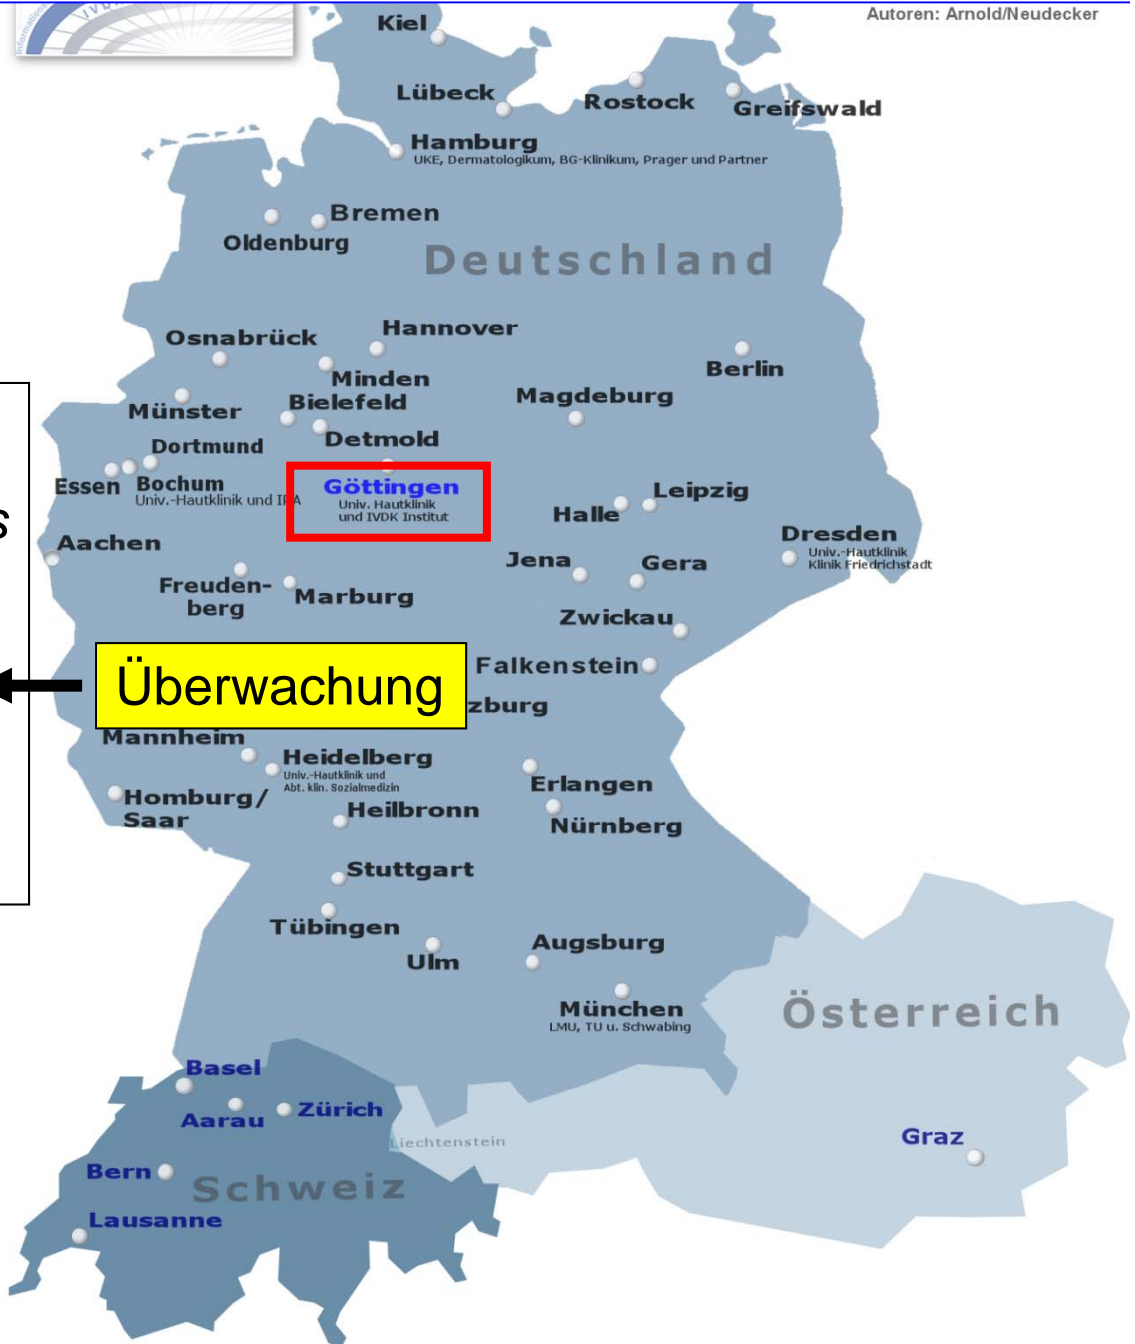 Informations
IVDK
Autoren: Arnold/Neudecker
Kiel
Lübeck
Rostock
Greifswald
Hamburg
UKE, Dermatologikum, BG-Klinikum, Prager und Partner
Bremen
Oldenburg
Deutschland
Osnabrück
Hannover
Minden
Berlin
Münster
Bielefeld
Magdeburg
Detmold
Dortmund
Essen
Bochum
Univ.-Hautklinik und IPA
Göttingen
Univ. Hautklinik
und IVDK Institut
Leipzig
Halle
s
Aachen
Dresden
Univ.-Hautklinik
Klinik Friedrichstadt
Jena
Gera
Freuden-
berg
Marburg
Zwickau
Überwachung
Falkenstein
zburg
Mannheim
Heidelberg
Univ.-Hautklinik und
Abt. klin. Sozialmedizin
Erlangen
Homburg/
Saar
Heilbronn
Nürnberg
Stuttgart
Tübingen
Ulm
Augsburg
München
LMU, TU u. Schwabing
Österreich
Basel
Aarau
Zürich
Liechtenstein
Graz
Bern
Schweiz
Lausanne